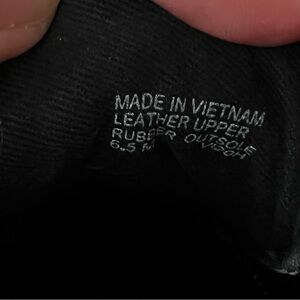 MADE IN VIETNAM
LEATHER UPPER
RUBBER OUTSOLE
6.5 M